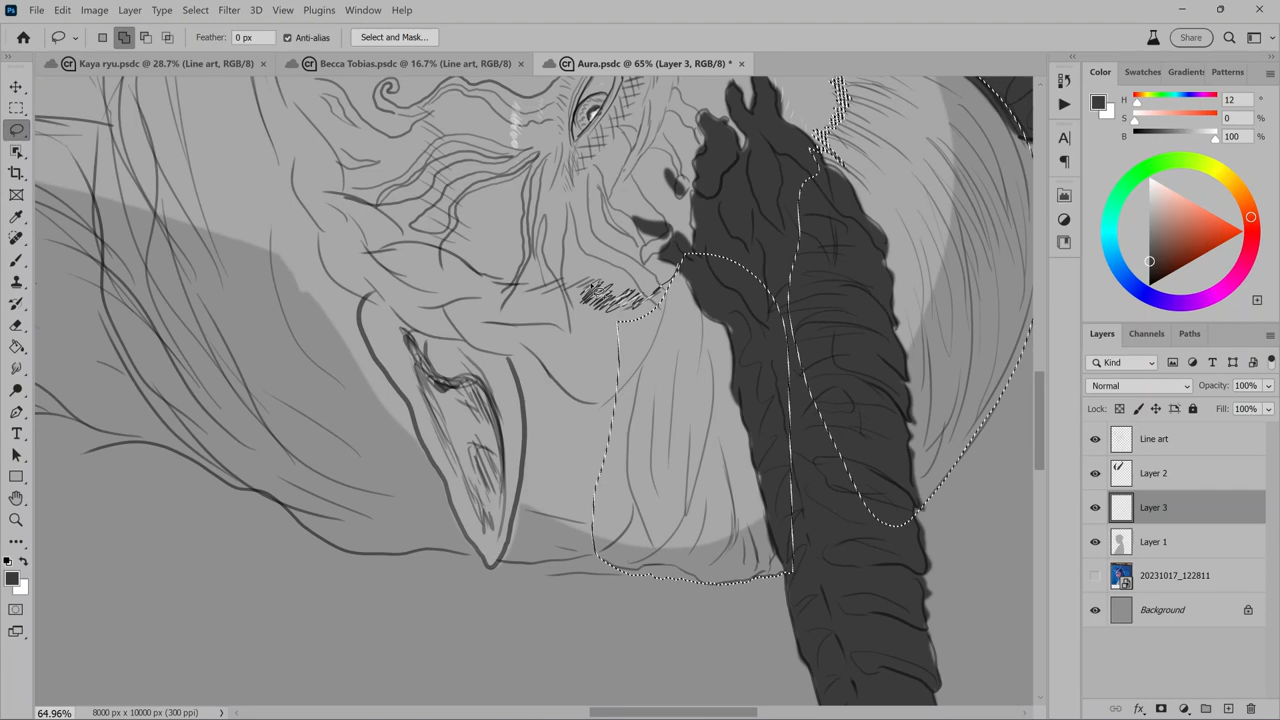 Ps File Edit Image Layer Type Select Filter 3D View Plugins Window Help
Feather: 0 px Anti-alias Select and Mask... Share
Kaya ryu.psdc @ 28.7% (Line art, RGB/8) × Becca Tobias.psdc @ 16.7% (Line art, RGB/8) × Aura.psdc @ 65% (Layer 3, RGB/8) * ×
Color Swatches Gradients Patterns
H 12 °
S 0 %
B 100 %
Layers Channels Paths
Kind
Normal Opacity: 100%
Lock: Fill: 100%
Line art
Layer 2
Layer 3
Layer 1
20231017_122811
Background
64.96% 8000 px x 10000 px (300 ppi)